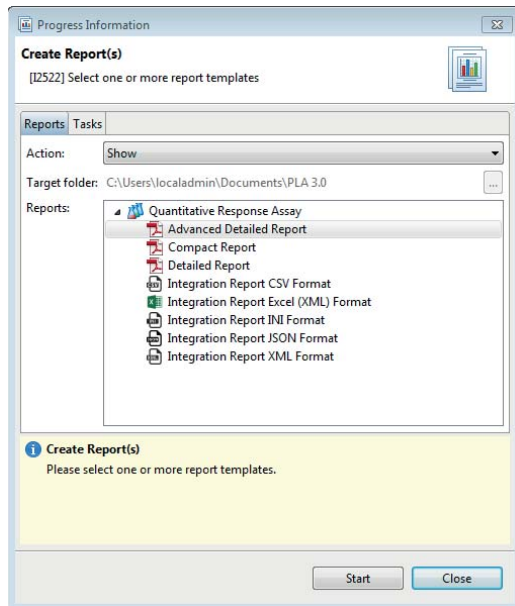 Progress Information
Create Report(s)
[I2522] Select one or more report templates
Reports Tasks
Action: Show
Target folder: C:\Users\localadmin\Documents\PLA 3.0 ...
Reports: Quantitative Response Assay
Advanced Detailed Report
Compact Report
Detailed Report
Integration Report CSV Format
Integration Report Excel (XML) Format
Integration Report INI Format
Integration Report JSON Format
Integration Report XML Format
Create Report(s)
Please select one or more report templates.
Start Close